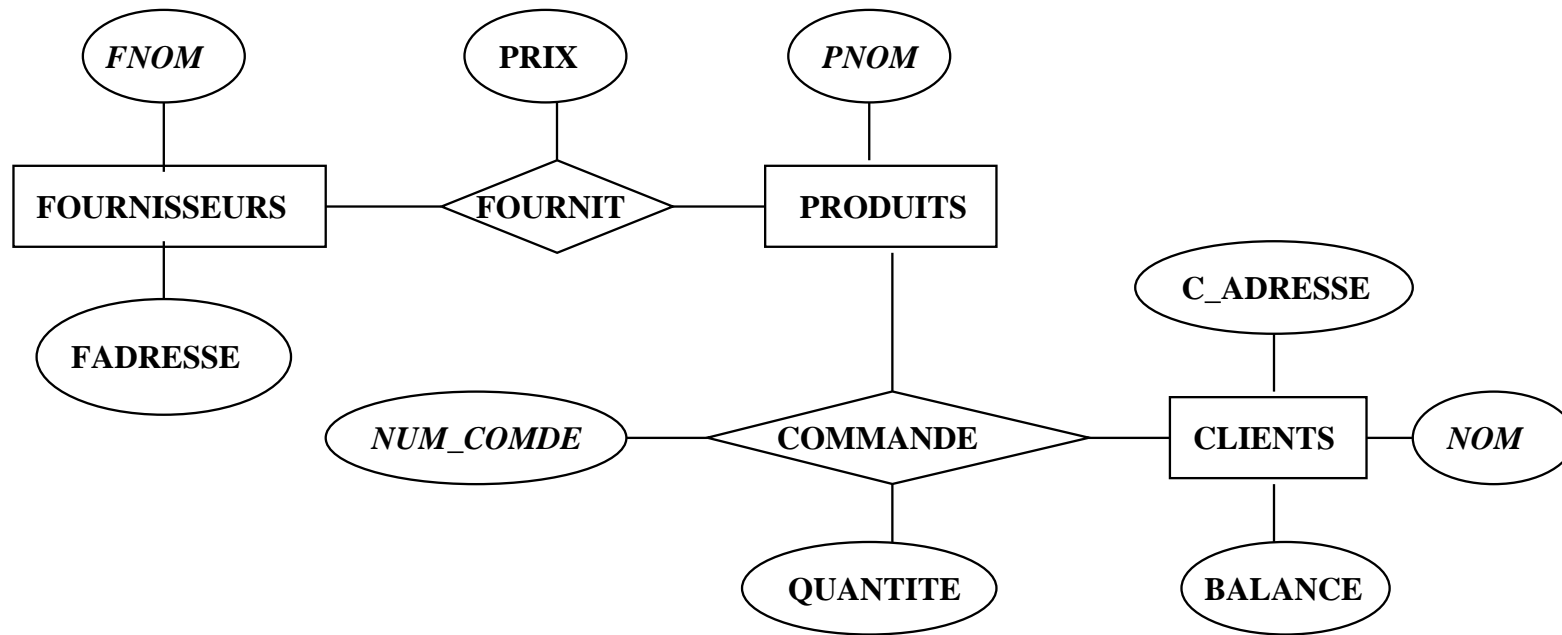 FNOM
PRIX
PNOM
FOURNISSEURS
FOURNIT
PRODUITS
C_ADRESSE
FADRESSE
NUM_COMDE
COMMANDE
CLIENTS
NOM
QUANTITE
BALANCE